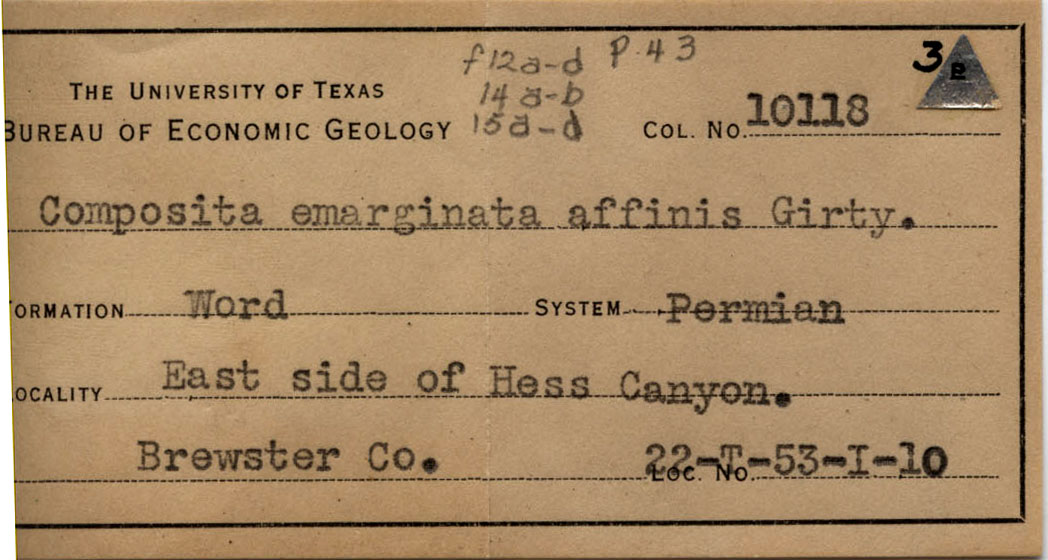 f12a-d P.43
14a-b
15a-d
3
P
THE UNIVERSITY OF TEXAS
BUREAU OF ECONOMIC GEOLOGY COL. NO. 10118
Composita emarginata affinis Girty.
ORMATION Word SYSTEM Permian
OCALITY East side of Hess Canyon.
Brewster Co. LOC. NO. 22-T-53-I-10